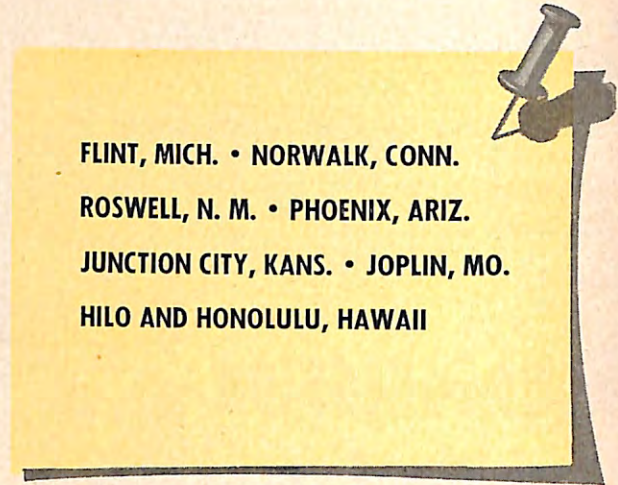 FLINT, MICH. • NORWALK, CONN.
ROSWELL, N. M. • PHOENIX, ARIZ.
JUNCTION CITY, KANS. • JOPLIN, MO.
HILO AND HONOLULU, HAWAII